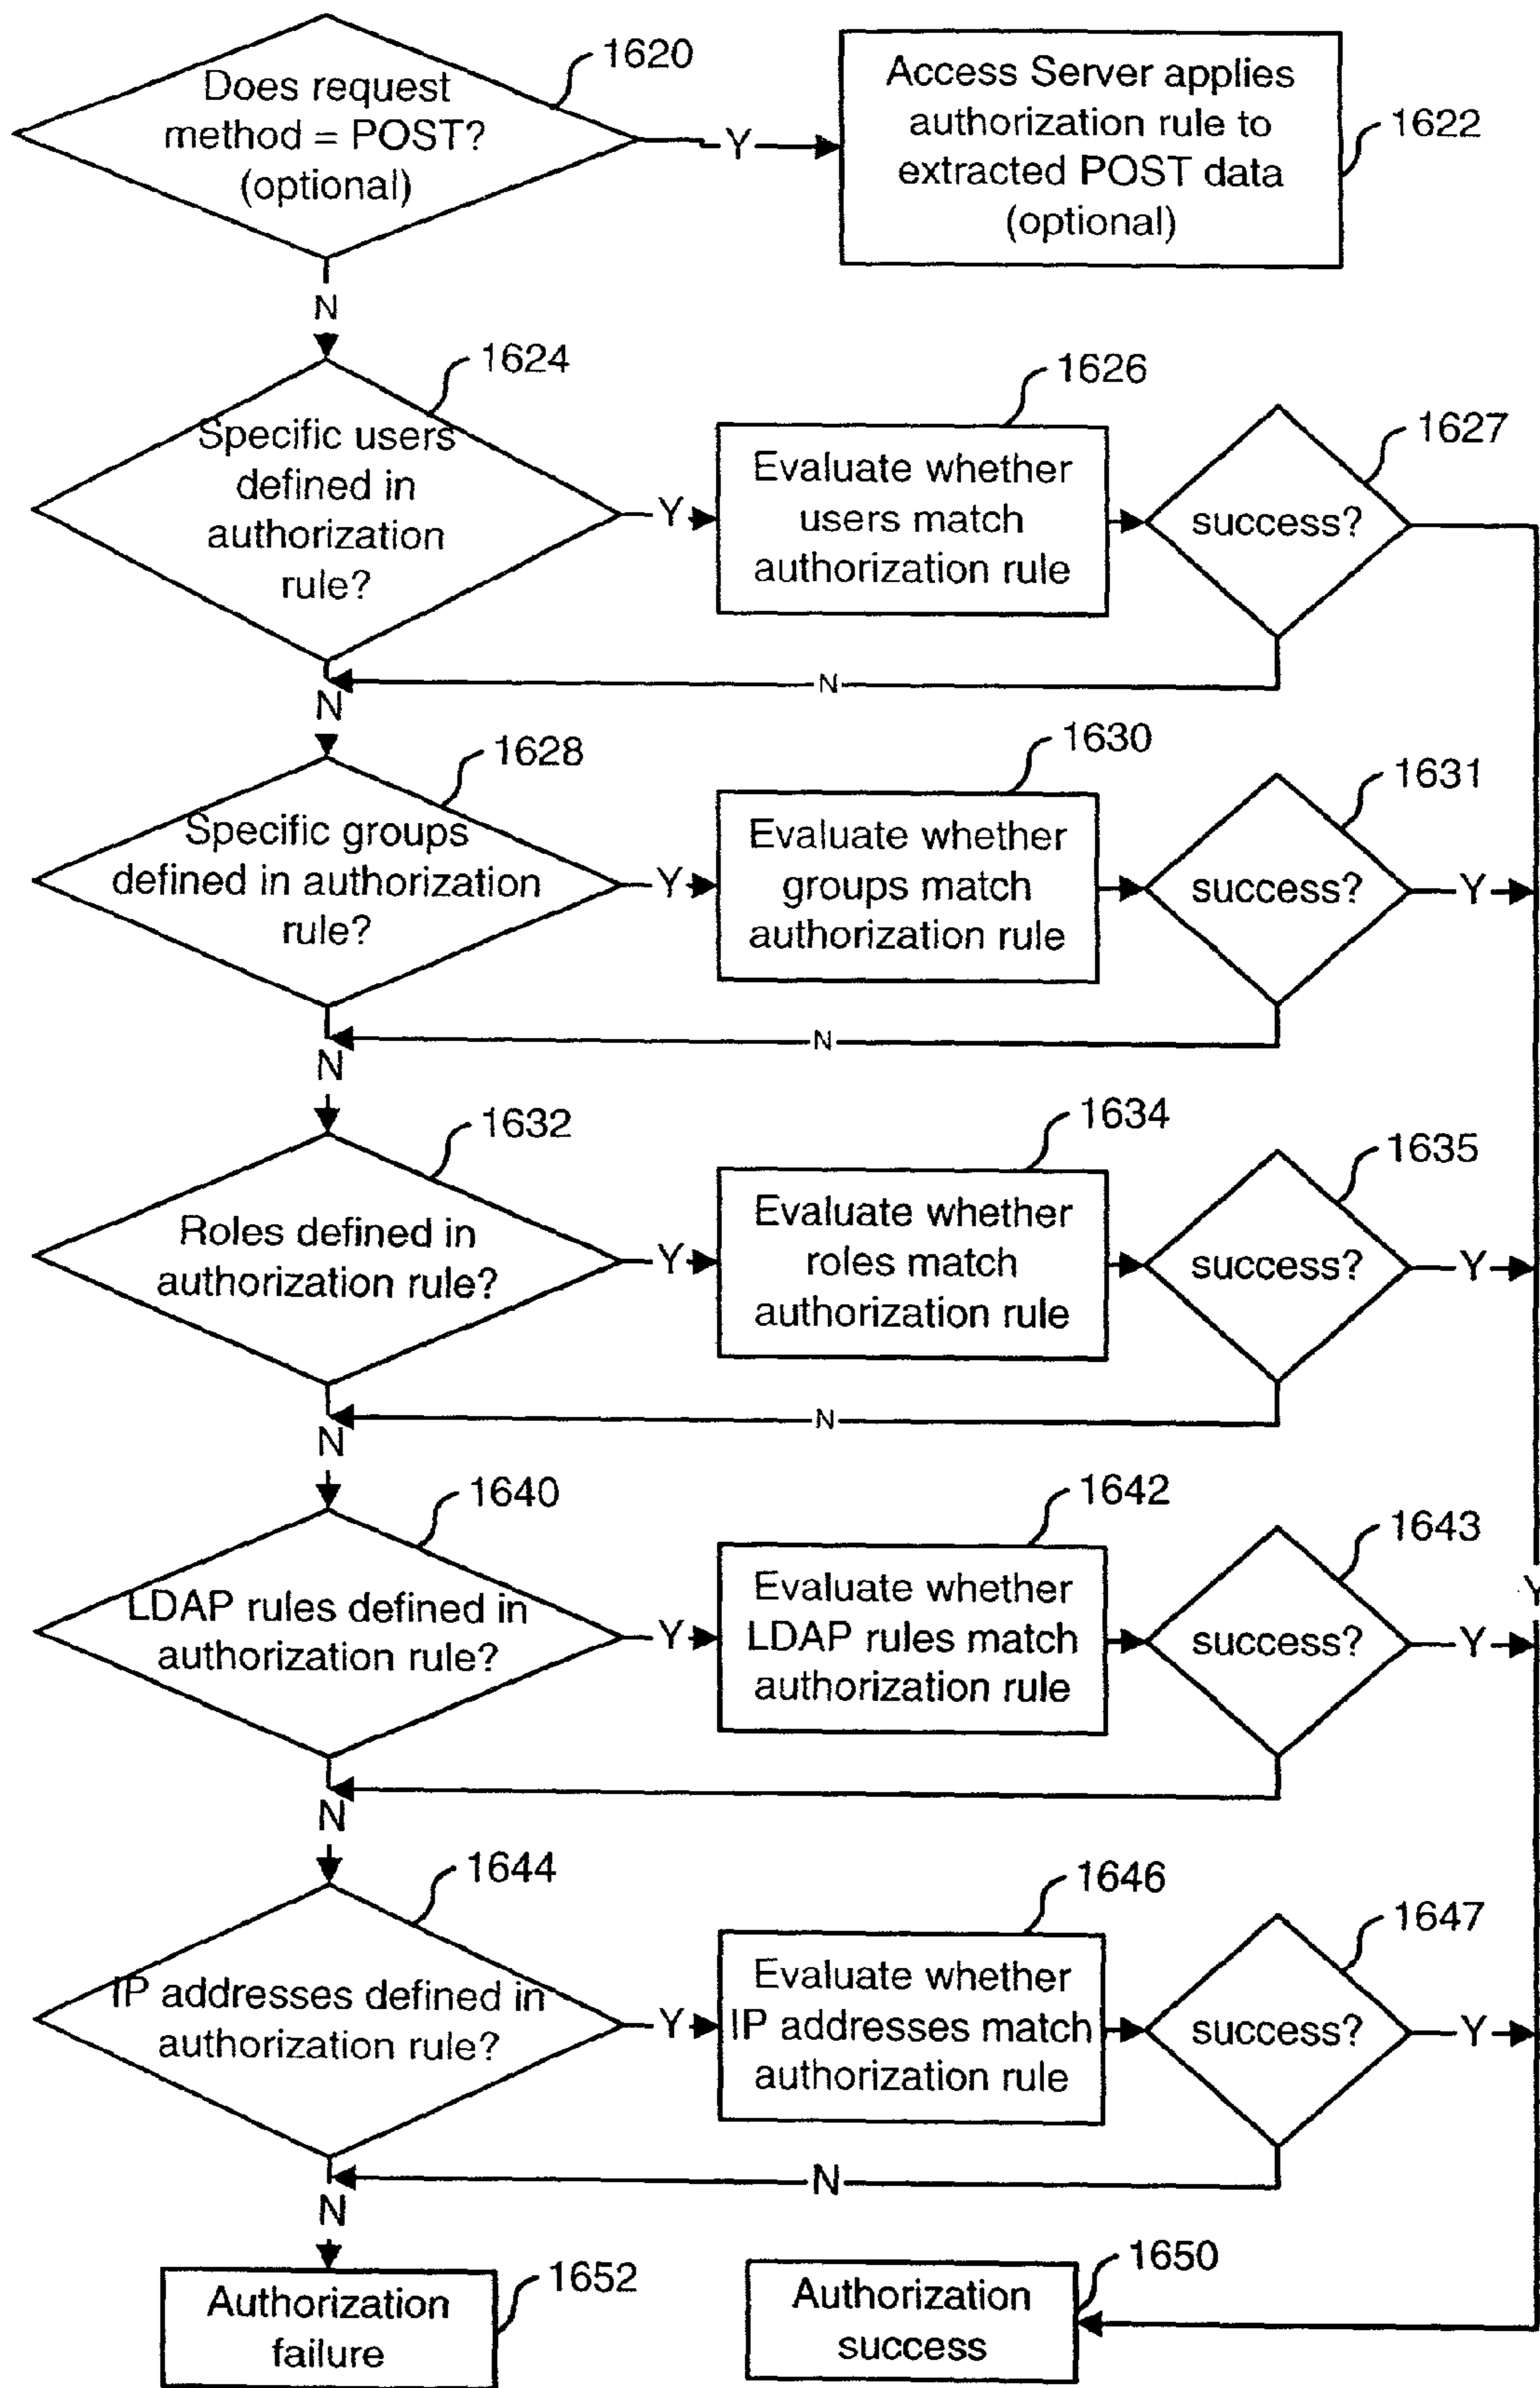 Does request
method = POST?
(optional)
1620
Y
Access Server applies
authorization rule to
extracted POST data
(optional)
1622
N
Specific users
defined in
authorization
rule?
1624
Y
Evaluate whether
users match
authorization rule
1626
success?
1627
N
N
Specific groups
defined in authorization
rule?
1628
Y
Evaluate whether
groups match
authorization rule
1630
success?
1631
Y
N
N
Roles defined in
authorization rule?
1632
Y
Evaluate whether
roles match
authorization rule
1634
success?
1635
Y
N
N
LDAP rules defined in
authorization rule?
1640
Y
Evaluate whether
LDAP rules match
authorization rule
1642
success?
1643
Y
Y
N
IP addresses defined in
authorization rule?
1644
Y
Evaluate whether
IP addresses match
authorization rule
1646
success?
1647
Y
N
N
Authorization
failure
1652
Authorization
success
1650